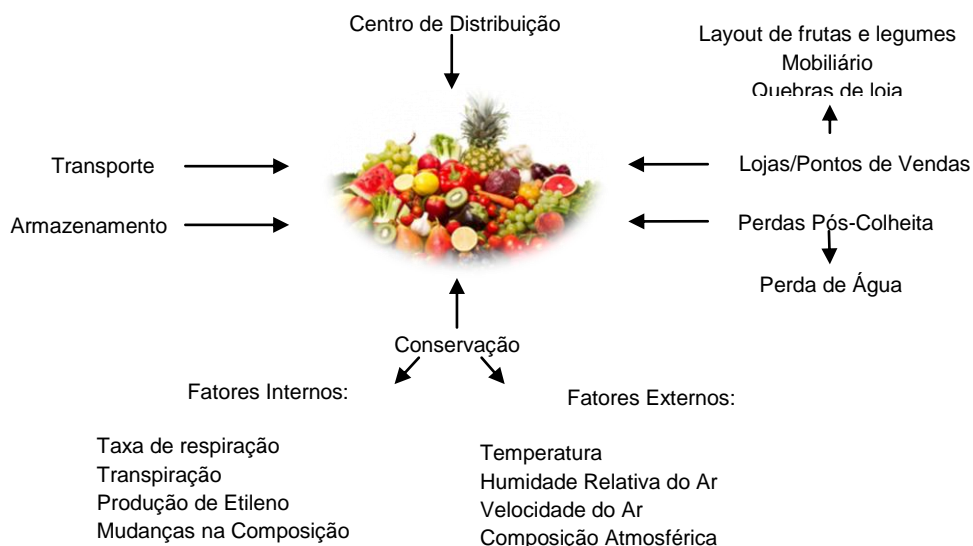 Centro de Distribuição
Layout de frutas e legumes
Mobiliário
Quebras de loja
Transporte
Lojas/Pontos de Vendas
Armazenamento
Perdas Pós-Colheita
Perda de Água
Conservação
Fatores Internos:
Fatores Externos:
Taxa de respiração
Transpiração
Produção de Etileno
Mudanças na Composição
Temperatura
Humidade Relativa do Ar
Velocidade do Ar
Composição Atmosférica